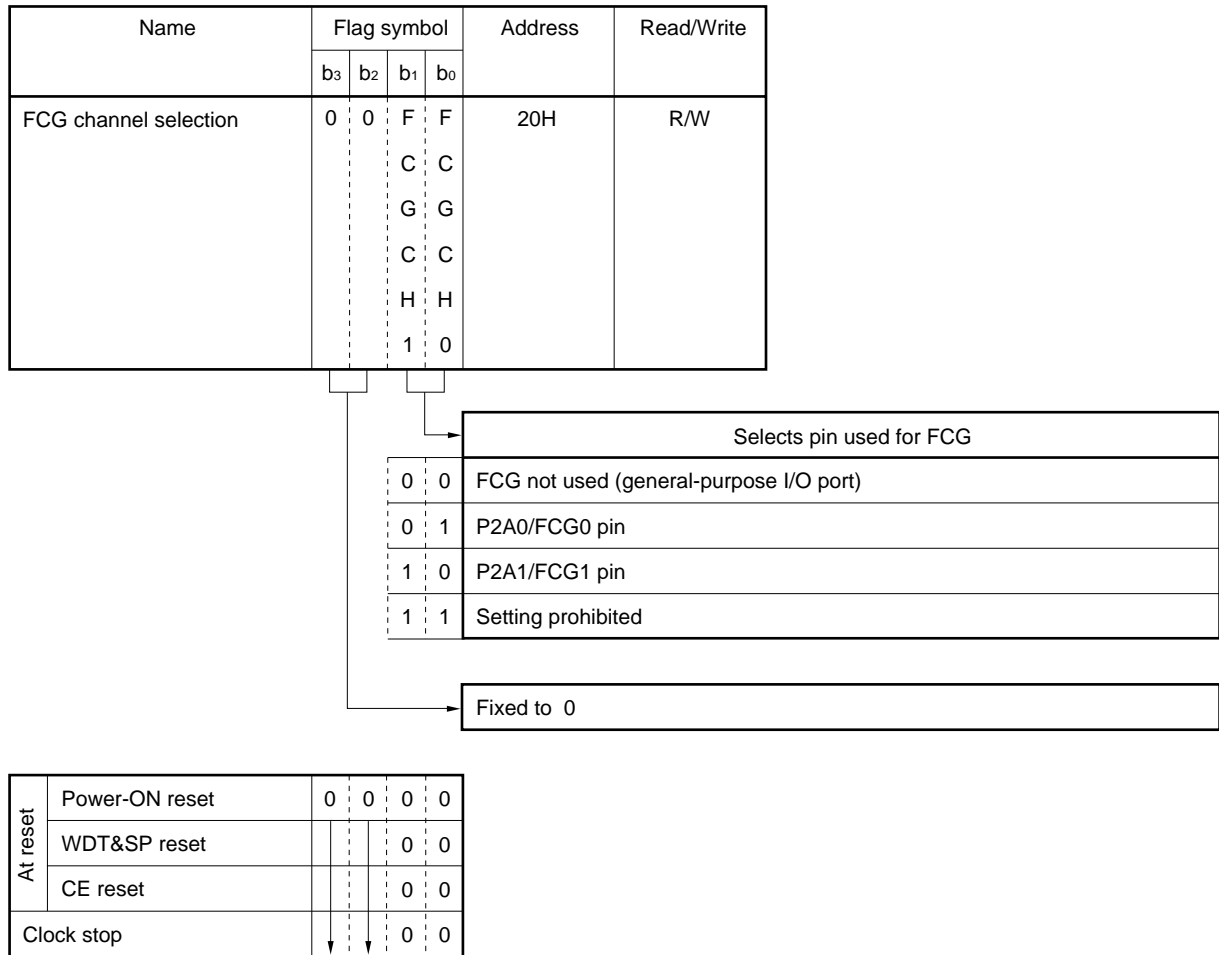 Name Flag symbol Address Read/Write
b3 b2 b1 b0
FCG channel selection 0 0 F F 20H R/W
C C
G G
C C
H H
1 0
Selects pin used for FCG
0 0 FCG not used (general-purpose I/O port)
0 1 P2A0/FCG0 pin
1 0 P2A1/FCG1 pin
1 1 Setting prohibited
Fixed to 0
At reset
Power-ON reset 0 0 0 0
WDT&SP reset 0 0
CE reset 0 0
Clock stop 0 0